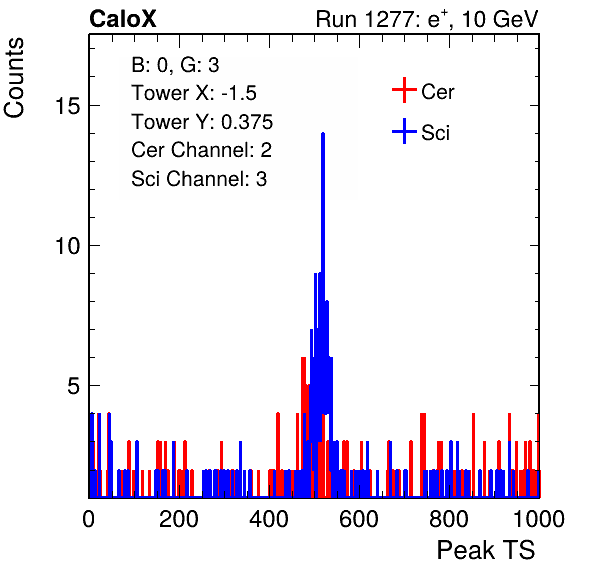 CaloX
Run 1277: e+, 10 GeV
Counts
B: 0, G: 3
Tower X: -1.5
Tower Y: 0.375
Cer Channel: 2
Sci Channel: 3
Cer
Sci
15
10
5
0 200 400 600 800 1000
Peak TS